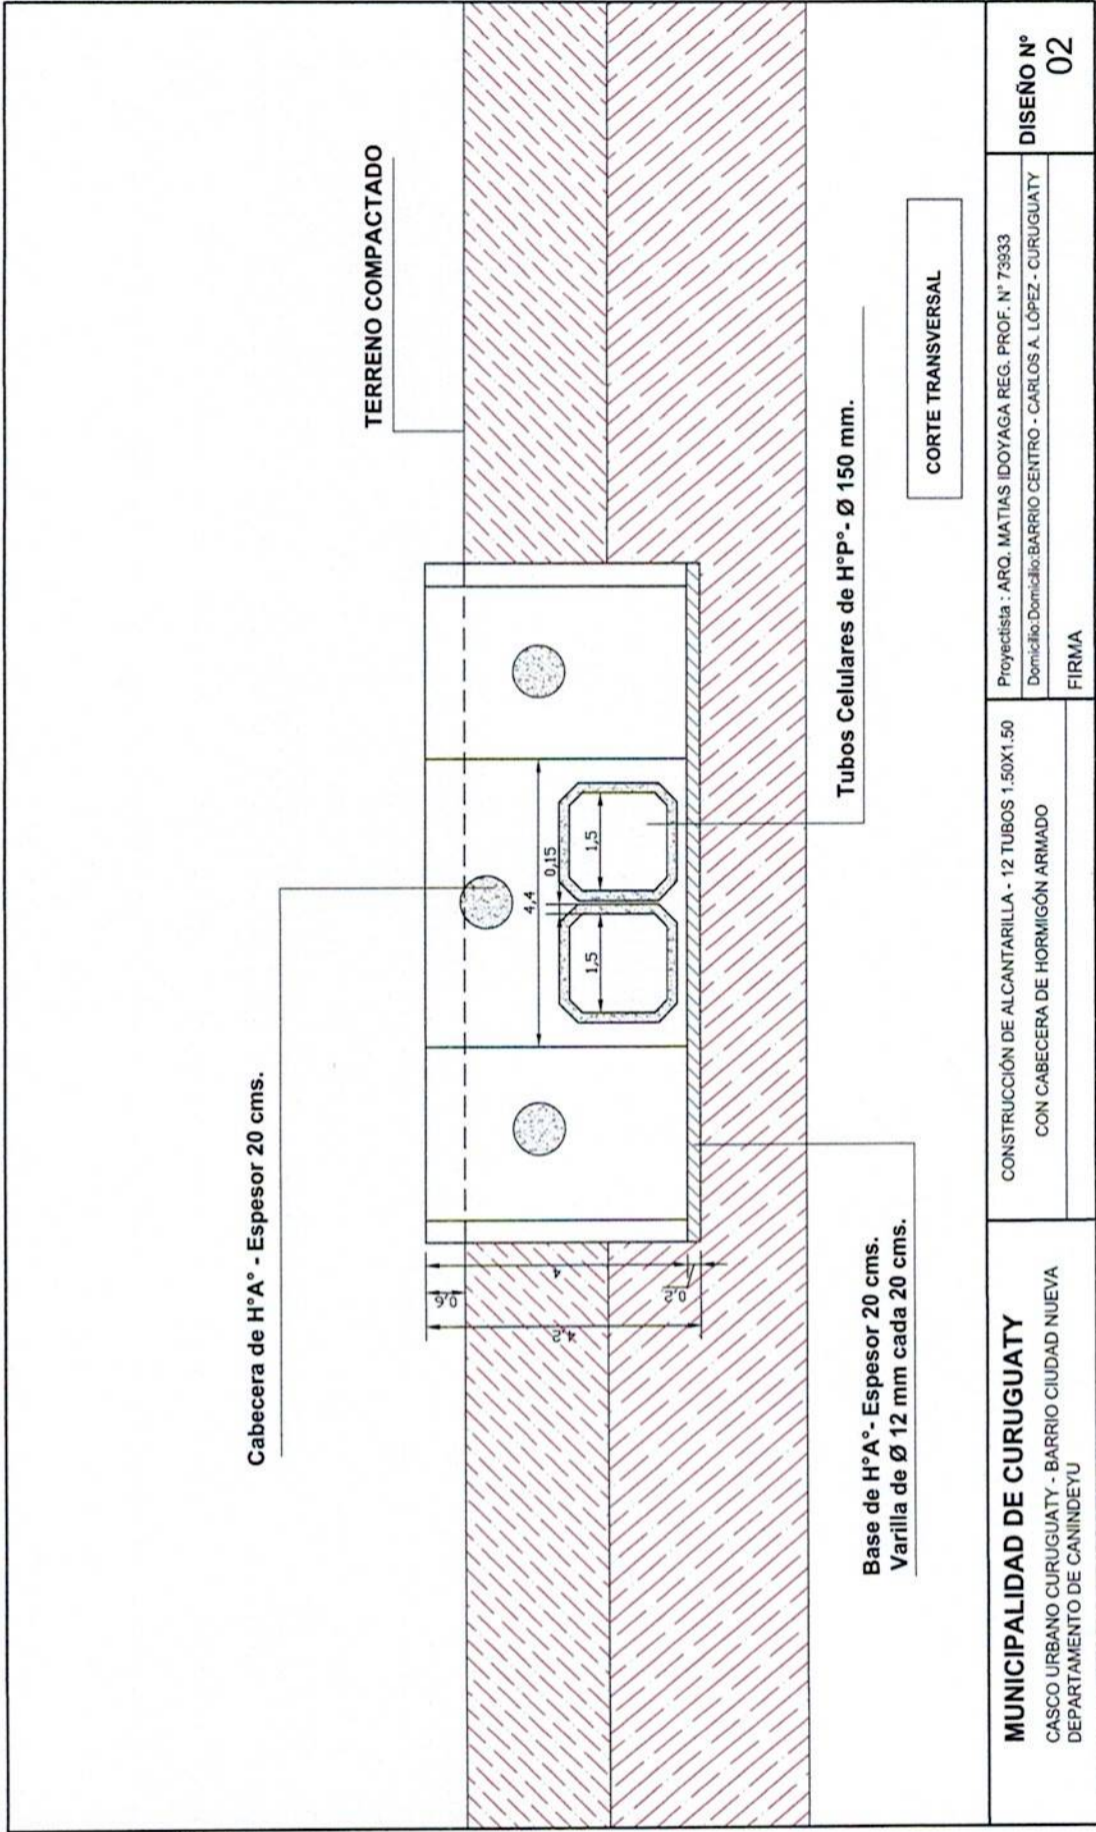 Cabecera de H°A° - Espesor 20 cms.
TERRENO COMPACTADO
0,6
4
4,2
0,2
4,4
0,15
1,5
1,5
Base de H°A°- Espesor 20 cms.
Varilla de Ø 12 mm cada 20 cms.
Tubos Celulares de H°P°- Ø 150 mm.
CORTE TRANSVERSAL
MUNICIPALIDAD DE CURUGUATY
CASCO URBANO CURUGUATY - BARRIO CIUDAD NUEVA
DEPARTAMENTO DE CANINDEYU
CONSTRUCCIÓN DE ALCANTARILLA - 12 TUBOS 1.50X1.50
CON CABECERA DE HORMIGÓN ARMADO
Proyectista : ARQ. MATIAS IDOYAGA REG. PROF. N° 73933
Domicilio:Domicilio:BARRIO CENTRO - CARLOS A. LÓPEZ - CURUGUATY
FIRMA
DISEÑO Nº
02